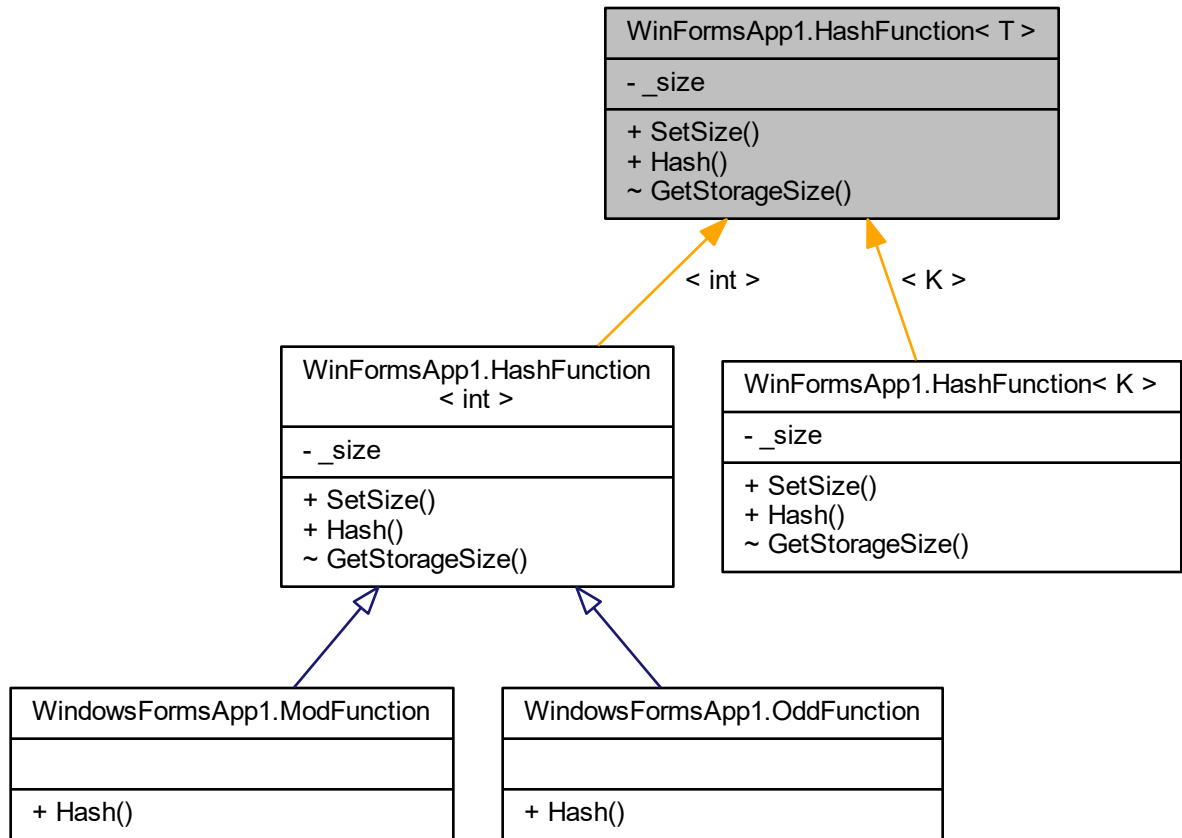 WinFormsApp1.HashFunction< T >
- _size
+ SetSize()
+ Hash()
~ GetStorageSize()
< int >
< K >
WinFormsApp1.HashFunction
< int >
- _size
+ SetSize()
+ Hash()
~ GetStorageSize()
WinFormsApp1.HashFunction< K >
- _size
+ SetSize()
+ Hash()
~ GetStorageSize()
WindowsFormsApp1.ModFunction
+ Hash()
WindowsFormsApp1.OddFunction
+ Hash()